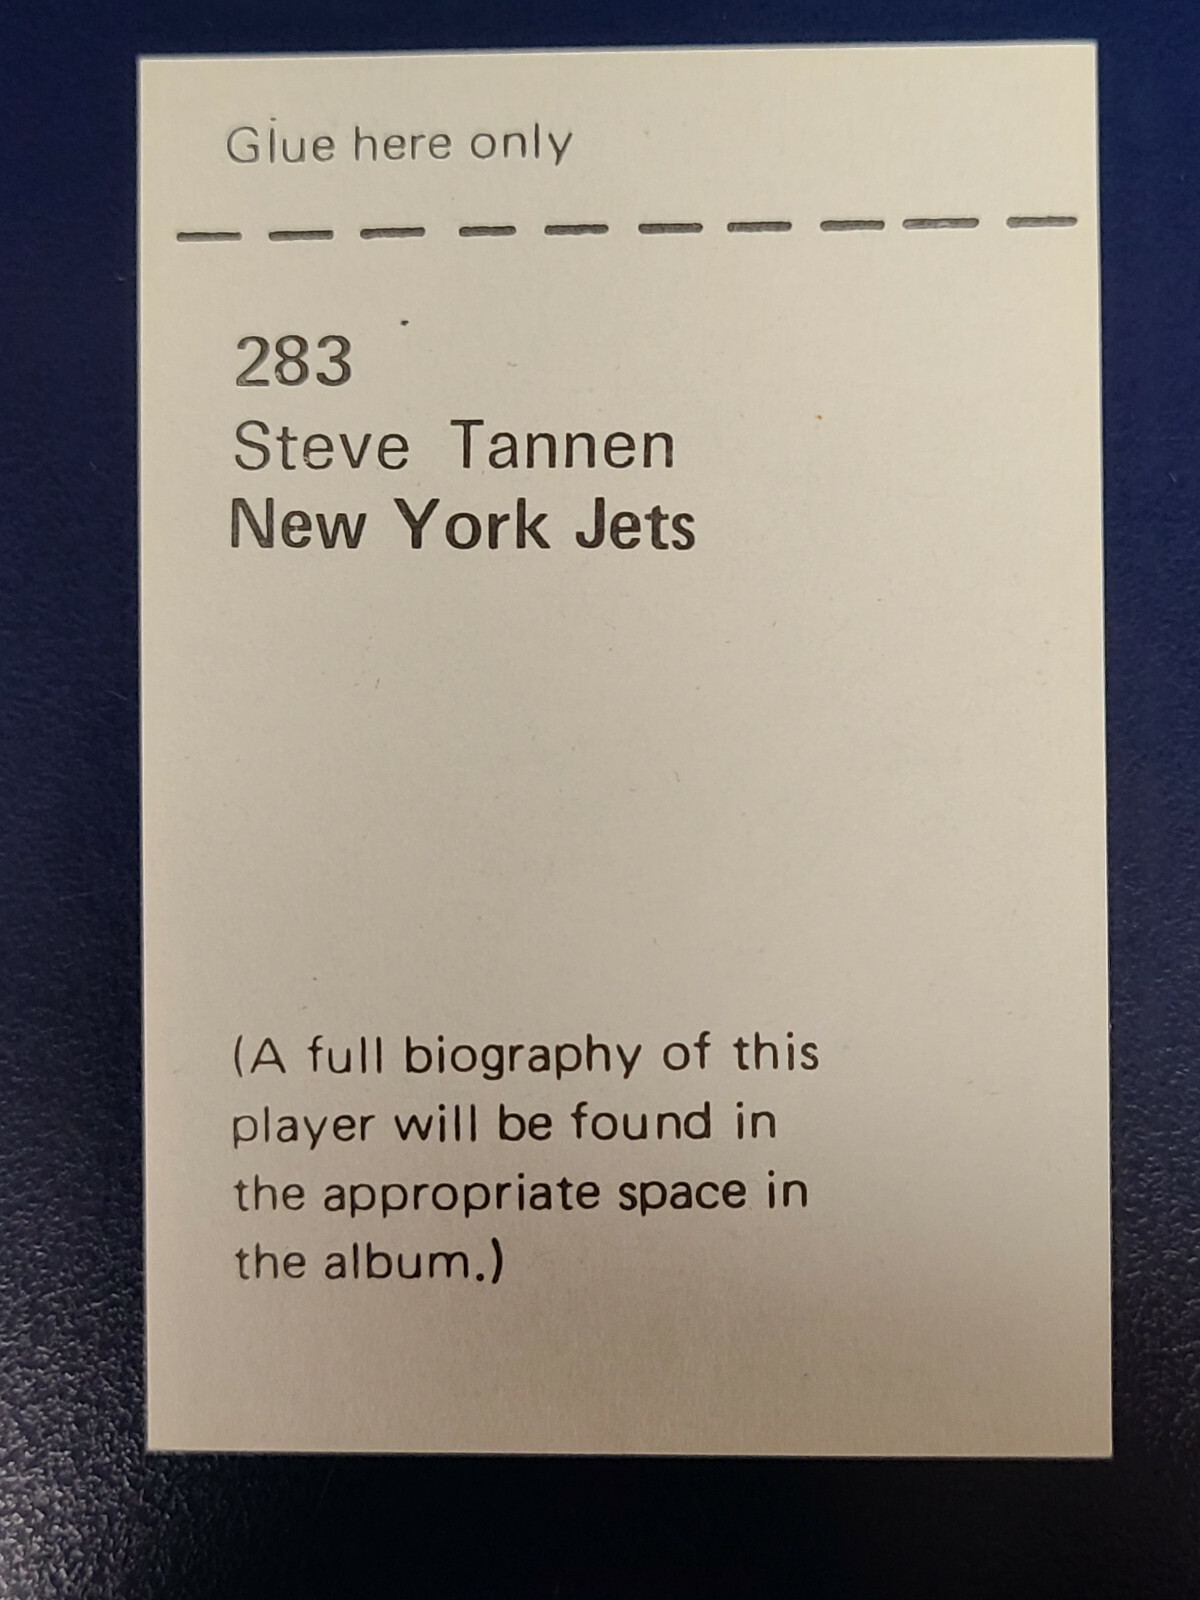 Glue here only
283
Steve Tannen
New York Jets
(A full biography of this
player will be found in
the appropriate space in
the album.)